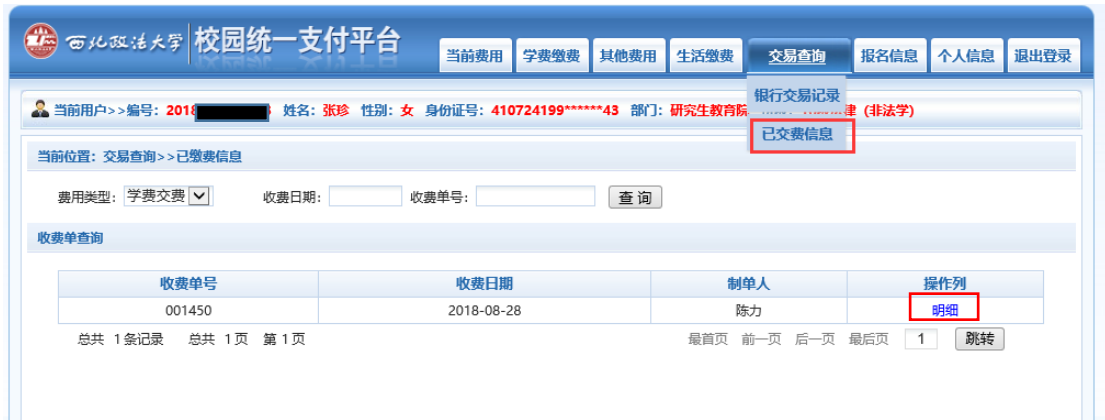 西北政法大学 校园统一支付平台
当前费用 学费缴费 其他费用 生活缴费 交易查询 报名信息 个人信息 退出登录
银行交易记录
已交费信息
当前用户>>编号：2018 姓名：张珍 性别：女 身份证号：410724199******43 部门：研究生教育院 律（非法学）
当前位置：交易查询>>已缴费信息
费用类型：学费交费 收费日期： 收费单号： 查 询
收费单查询
收费单号 收费日期 制单人 操作列
001450 2018-08-28 陈力 明细
总共 1条记录 总共 1页 第1页 最首页 前一页 后一页 最后页 1 跳转